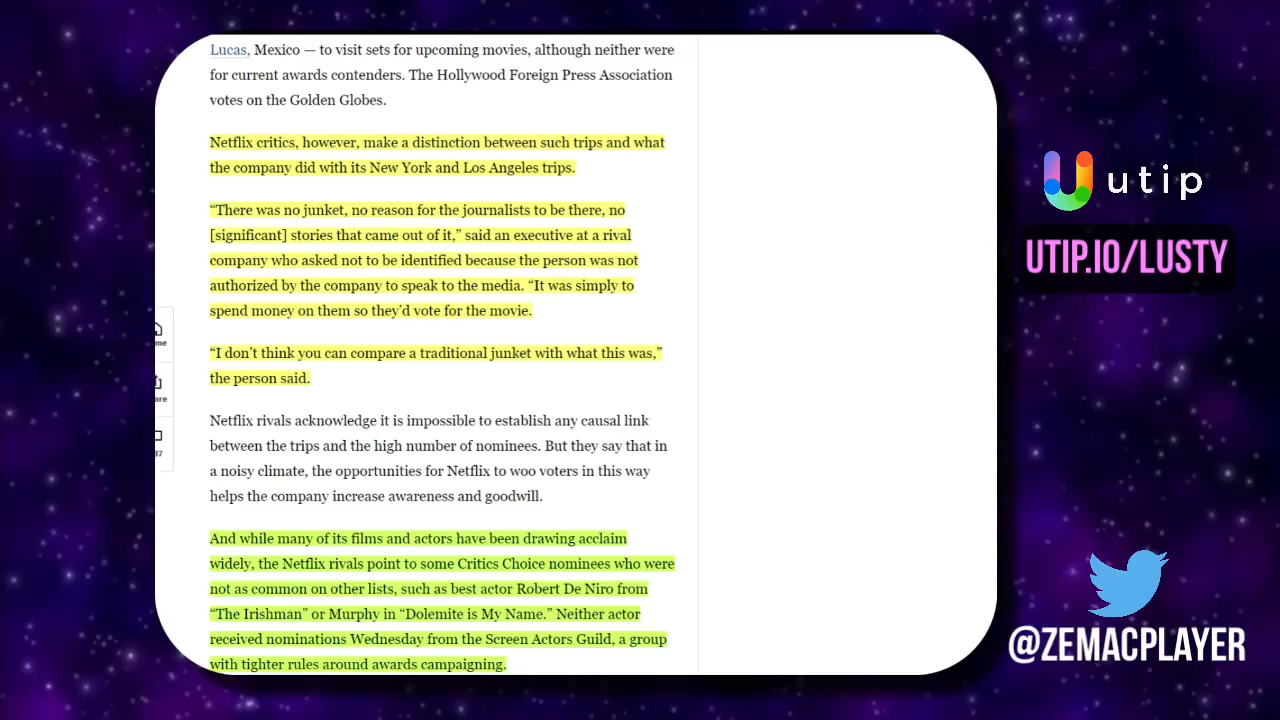 Lucas, Mexico — to visit sets for upcoming movies, although neither were
for current awards contenders. The Hollywood Foreign Press Association
votes on the Golden Globes.
Netflix critics, however, make a distinction between such trips and what
the company did with its New York and Los Angeles trips.
“There was no junket, no reason for the journalists to be there, no
[significant] stories that came out of it,” said an executive at a rival
company who asked not to be identified because the person was not
authorized by the company to speak to the media. “It was simply to
spend money on them so they’d vote for the movie.
“I don’t think you can compare a traditional junket with what this was,”
the person said.
Netflix rivals acknowledge it is impossible to establish any causal link
between the trips and the high number of nominees. But they say that in
a noisy climate, the opportunities for Netflix to woo voters in this way
helps the company increase awareness and goodwill.
And while many of its films and actors have been drawing acclaim
widely, the Netflix rivals point to some Critics Choice nominees who were
not as common on other lists, such as best actor Robert De Niro from
“The Irishman” or Murphy in “Dolemite is My Name.” Neither actor
received nominations Wednesday from the Screen Actors Guild, a group
with tighter rules around awards campaigning.
me
are
37
utip
UTIP.IO/LUSTY
@ZEMACPLAYER